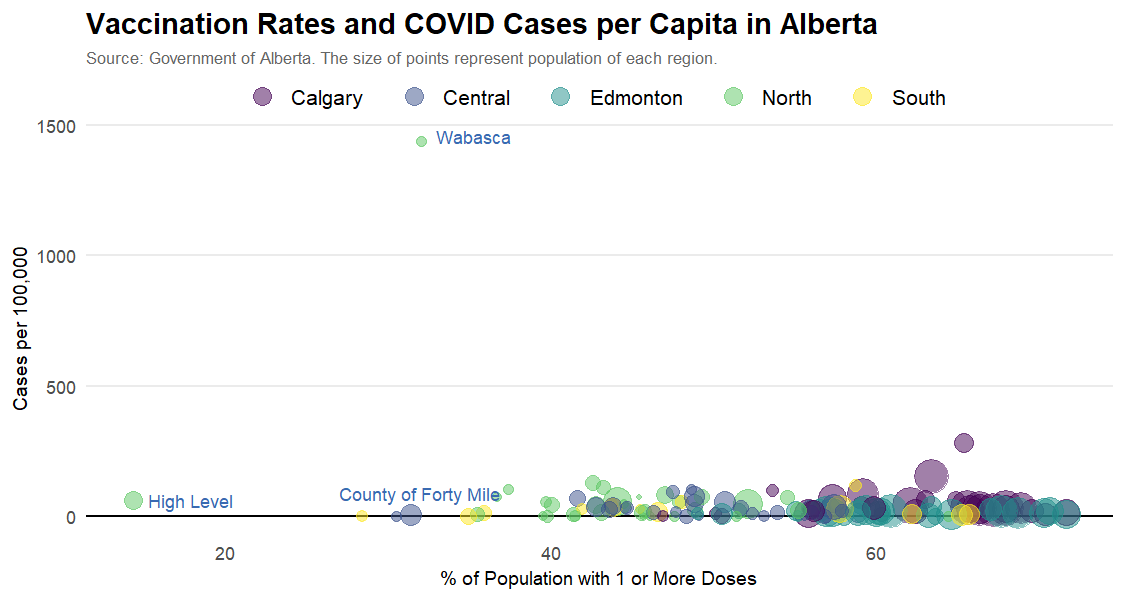 Vaccination Rates and COVID Cases per Capita in Alberta
Source: Government of Alberta. The size of points represent population of each region.
Calgary Central Edmonton North South
1500
Wabasca
1000
Cases per 100,000
500
High Level
County of Forty Mile
0
20 40 60
% of Population with 1 or More Doses